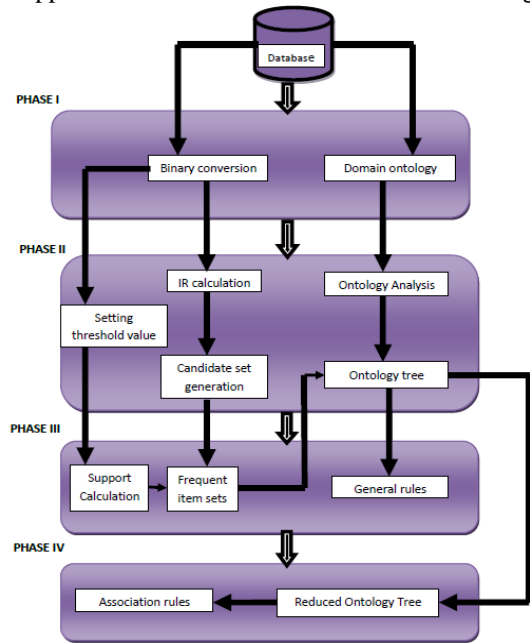 Database
PHASE I
Binary conversion
Domain ontology
PHASE II
IR calculation
Ontology Analysis
Setting
threshold value
Candidate set
generation
Ontology tree
PHASE III
Support
Calculation
Frequent
item sets
General rules
PHASE IV
Association rules
Reduced Ontology Tree